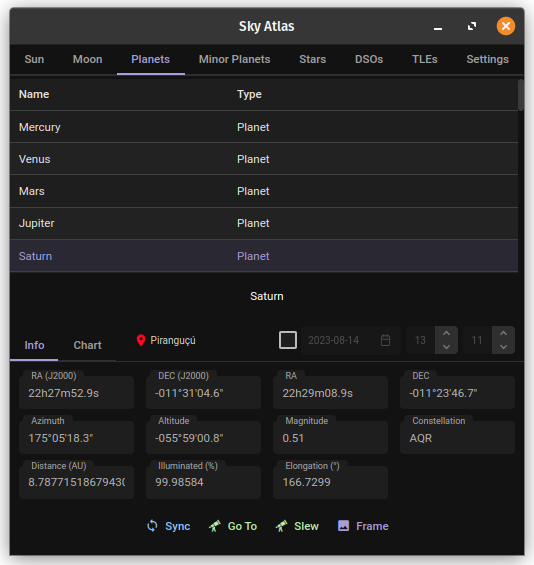 Sky Atlas
Sun Moon Planets Minor Planets Stars DSOs TLEs Settings
Name Type
Mercury Planet
Venus Planet
Mars Planet
Jupiter Planet
Saturn Planet
Saturn
Info Chart Piranguçú 2023-08-14 13 11
RA (J2000) DEC (J2000) RA DEC
22h27m52.9s -011°31'04.6" 22h29m08.9s -011°23'46.7"
Azimuth Altitude Magnitude Constellation
175°05'18.3" -055°59'00.8" 0.51 AQR
Distance (AU) Illuminated (%) Elongation (°)
8.7877151867943( 99.98584 166.7299
Sync Go To Slew Frame